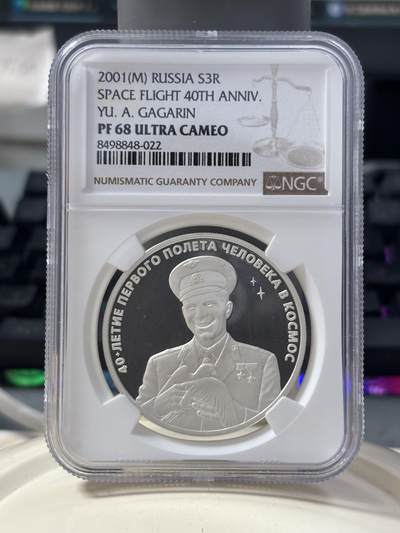 2001(M) RUSSIA S3R
SPACE FLIGHT 40TH ANNIV.
YU. A. GAGARIN
PF 68 ULTRA CAMEO
8498848-022
NUMISMATIC GUARANTY COMPANY NGC®
40-ЛЕТИЕ ПЕРВОГО ПОЛЕТА ЧЕЛОВЕКА В КОСМОС